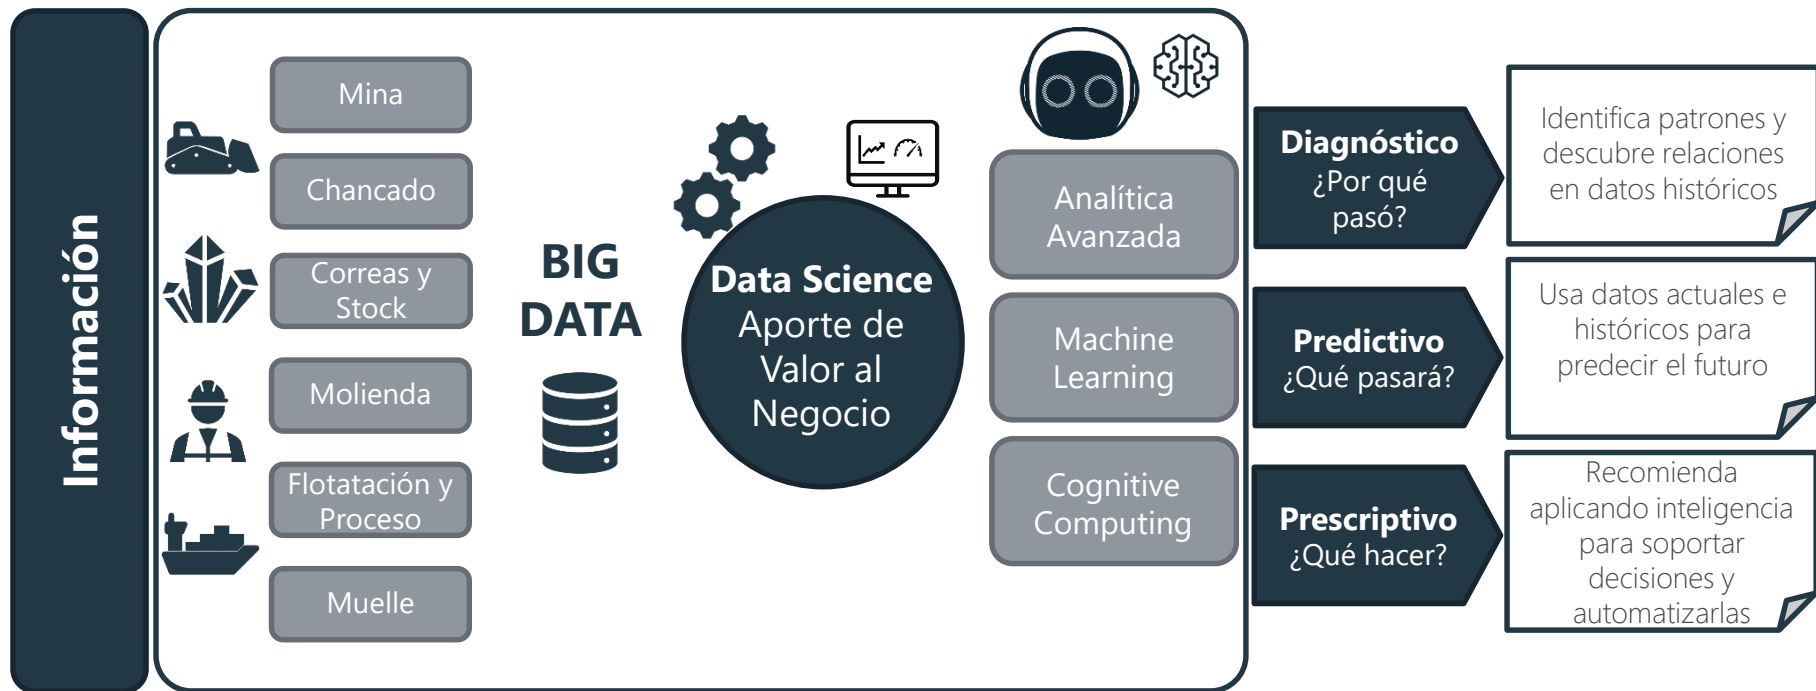 Información
Mina
Chancado
Correas y
Stock
Molienda
Flotatación y
Proceso
Muelle
BIG
DATA
Data Science
Aporte de
Valor al
Negocio
Analítica
Avanzada
Machine
Learning
Cognitive
Computing
Diagnóstico
¿Por qué
pasó?
Identifica patrones y
descubre relaciones
en datos históricos
Predictivo
¿Qué pasará?
Usa datos actuales e
históricos para
predecir el futuro
Prescriptivo
¿Qué hacer?
Recomienda
aplicando inteligencia
para soportar
decisiones y
automatizarlas